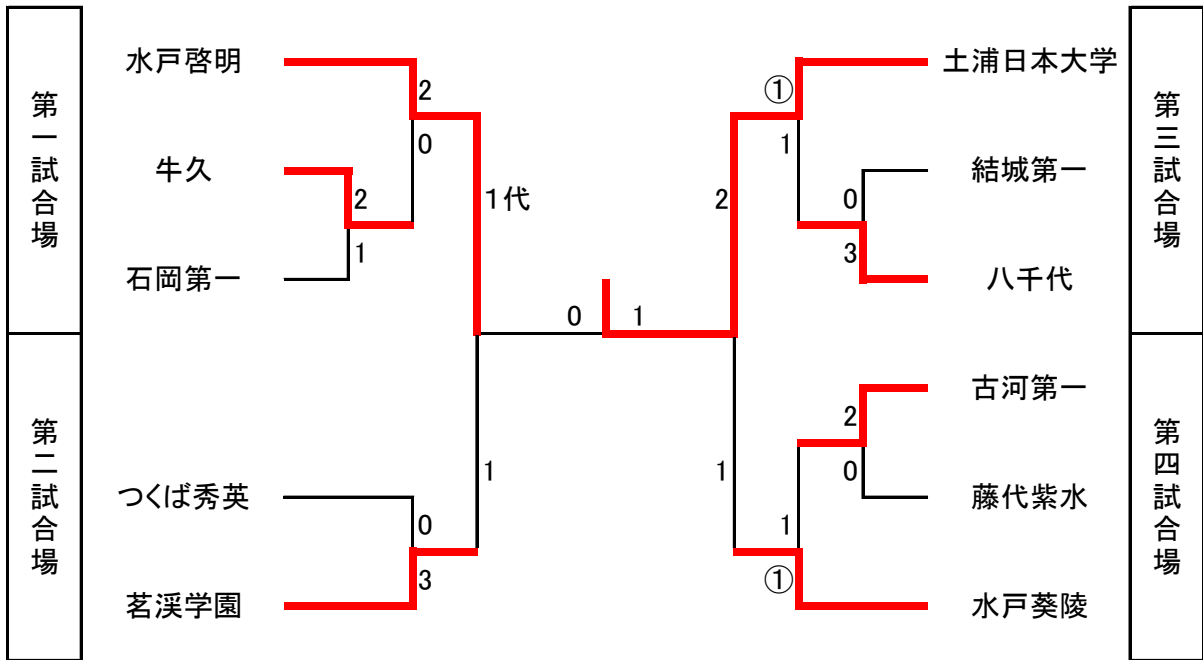 第一試合場
水戸啓明
2
0
牛久
2
石岡第一
1
1代
第二試合場
つくば秀英
0
茗溪学園
3
1
0
1
第三試合場
土浦日本大学
①
1
結城第一
0
八千代
3
2
第四試合場
古河第一
2
藤代紫水
0
1
水戸葵陵
①
1